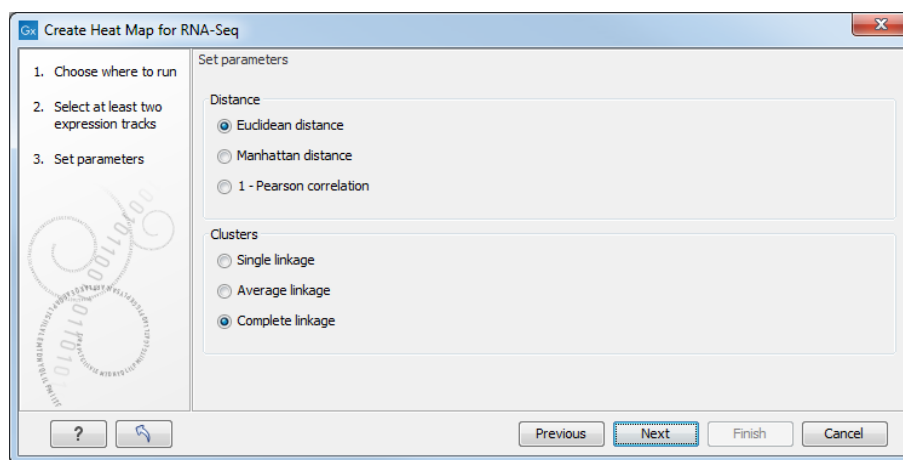 Gx Create Heat Map for RNA-Seq
1. Choose where to run
2. Select at least two
expression tracks
3. Set parameters
Set parameters
Distance
Euclidean distance
Manhattan distance
1 - Pearson correlation
Clusters
Single linkage
Average linkage
Complete linkage
?
Previous
Next
Finish
Cancel